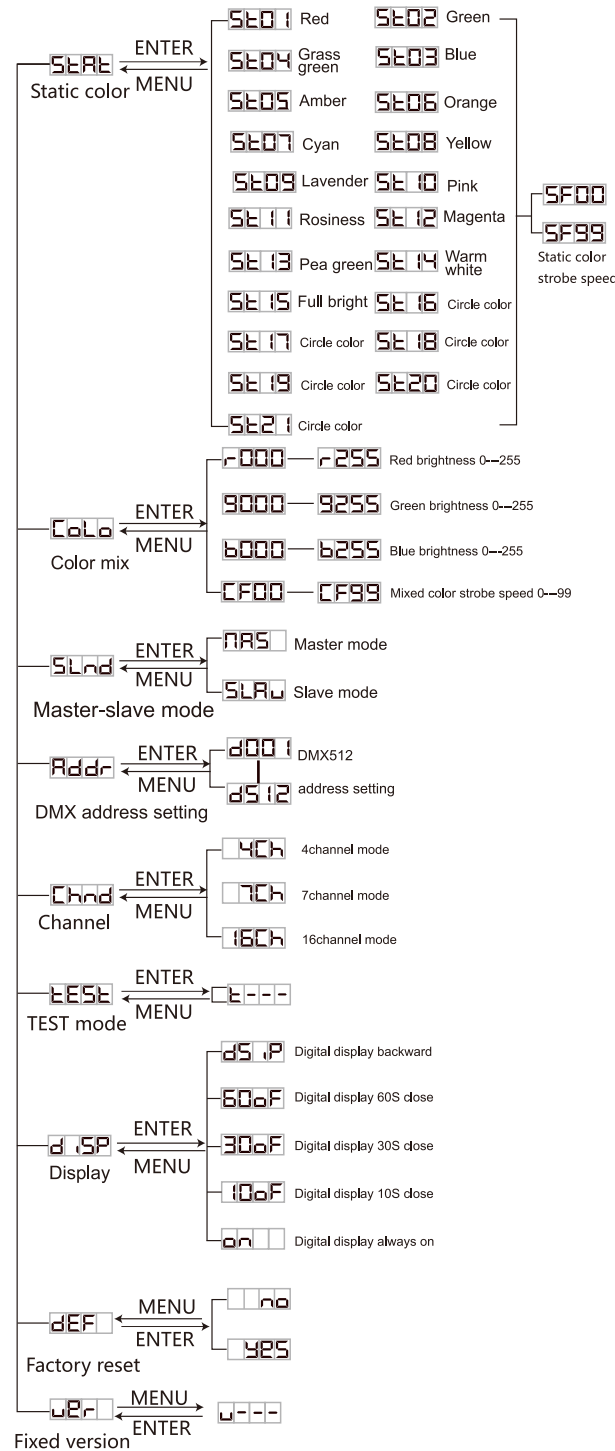 St01 Red St02 Green
ENTER
StAt St04 Grass green St03 Blue
MENU
Static color
St05 Amber St06 Orange
St07 Cyan St08 Yellow
St09 Lavender St10 Pink
SF00
St11 Rosiness St12 Magenta
SF99
Static color
strobe speed
St13 Pea green St14 Warm white
St15 Full bright St16 Circle color
St17 Circle color St18 Circle color
St19 Circle color St20 Circle color
St21 Circle color
r000 r255 Red brightness 0---255
ENTER
g000 g255 Green brightness 0---255
CoLo
MENU
Color mix
b000 b255 Blue brightness 0---255
CF00 CF99 Mixed color strobe speed 0---99
MAS Master mode
ENTER
SLnd
MENU
SLAv Slave mode
Master-slave mode
d001 DMX512
ENTER
Addr
MENU
d512 address setting
DMX address setting
4Ch 4channel mode
ENTER
Chnd 7Ch 7channel mode
MENU
Channel
16Ch 16channel mode
ENTER
tESt t---
MENU
TEST mode
dSiP Digital display backward
60oF Digital display 60S close
ENTER
diSP 30oF Digital display 30S close
MENU
Display
10oF Digital display 10S close
on Digital display always on
MENU
no
dEF
ENTER
yes
Factory reset
MENU
ver v---
ENTER
Fixed version